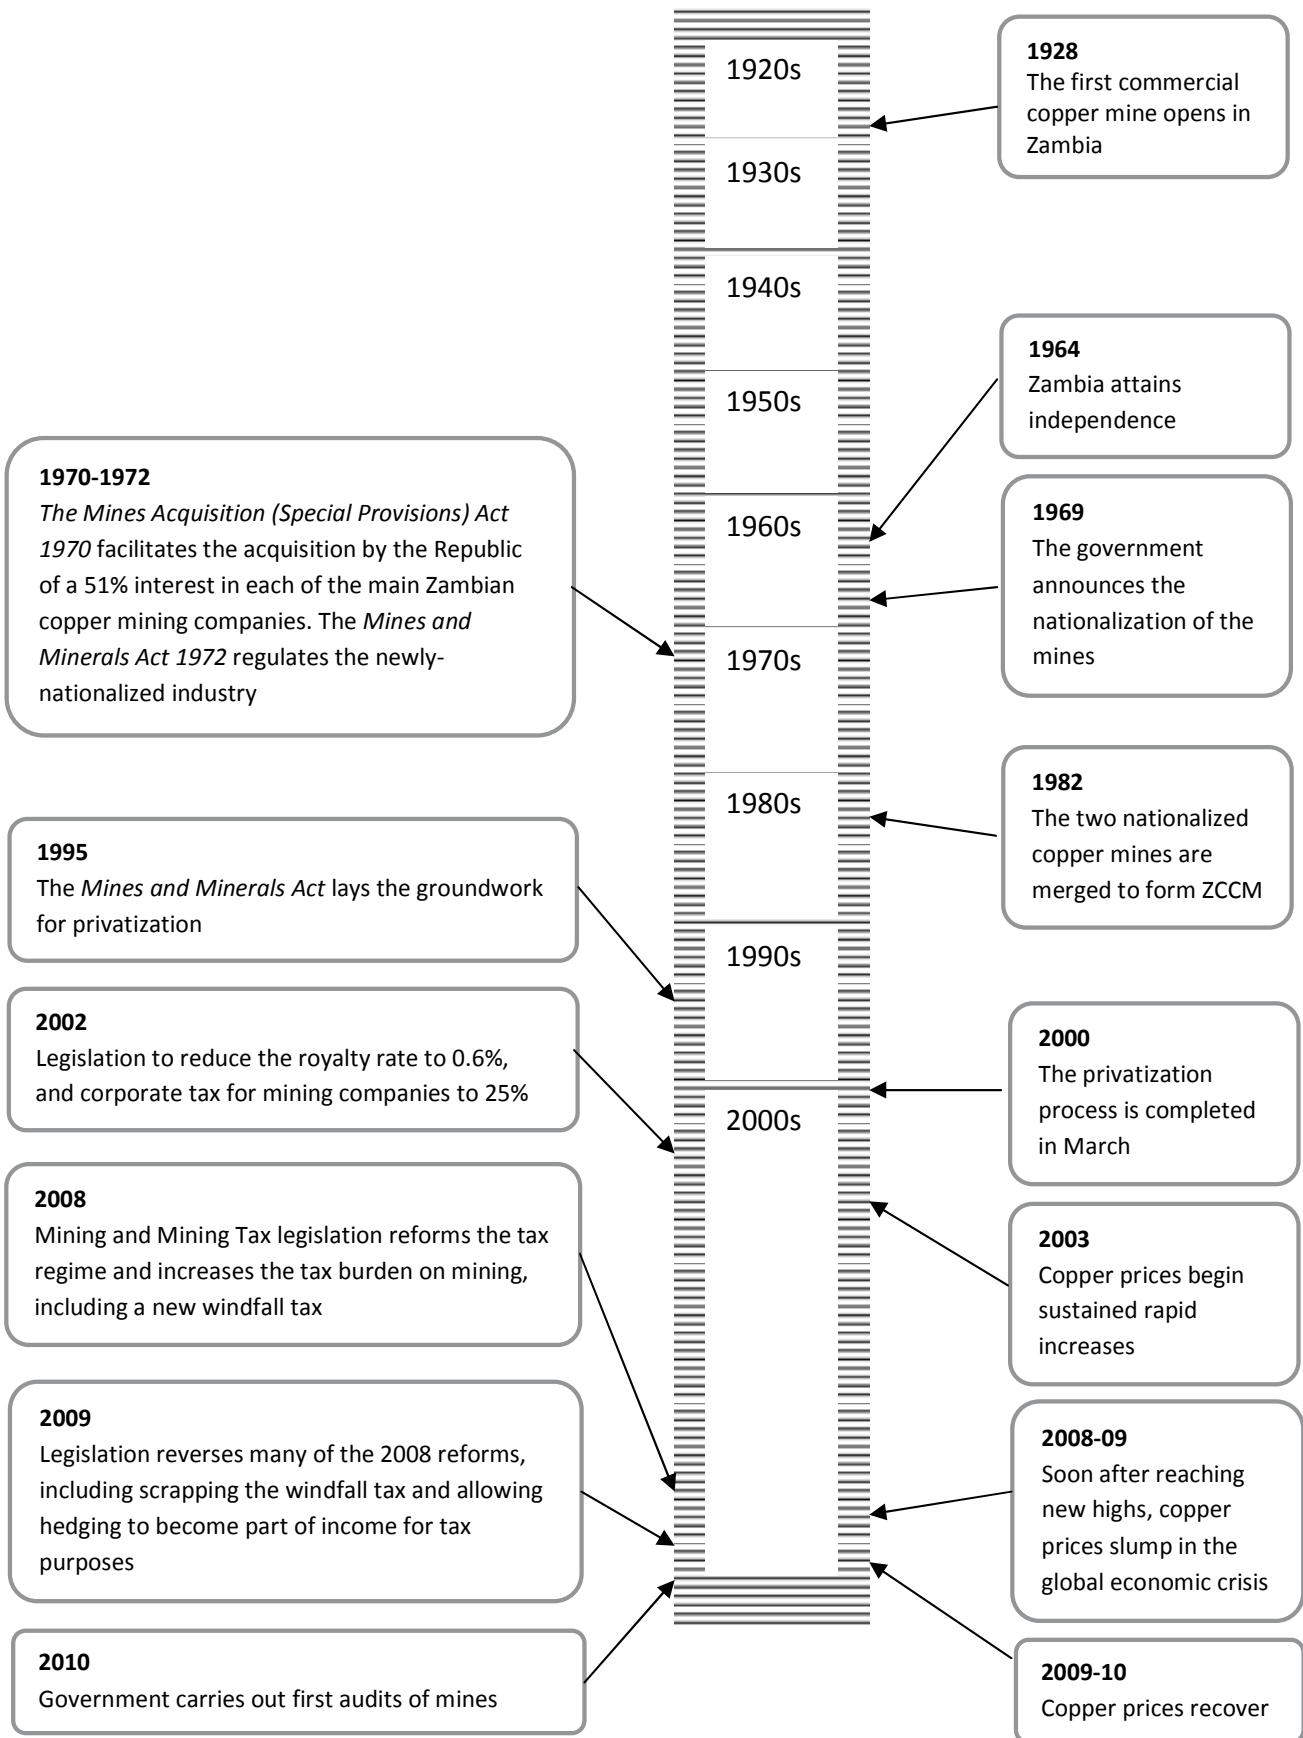 1920s
1930s
1940s
1950s
1960s
1970s
1980s
1990s
2000s
1928
The first commercial
copper mine opens in
Zambia
1964
Zambia attains
independence
1969
The government
announces the
nationalization of the
mines
1970-1972
The Mines Acquisition (Special Provisions) Act
1970 facilitates the acquisition by the Republic
of a 51% interest in each of the main Zambian
copper mining companies. The Mines and
Minerals Act 1972 regulates the newly-
nationalized industry
1982
The two nationalized
copper mines are
merged to form ZCCM
1995
The Mines and Minerals Act lays the groundwork
for privatization
2000
The privatization
process is completed
in March
2002
Legislation to reduce the royalty rate to 0.6%,
and corporate tax for mining companies to 25%
2003
Copper prices begin
sustained rapid
increases
2008
Mining and Mining Tax legislation reforms the tax
regime and increases the tax burden on mining,
including a new windfall tax
2008-09
Soon after reaching
new highs, copper
prices slump in the
global economic crisis
2009
Legislation reverses many of the 2008 reforms,
including scrapping the windfall tax and allowing
hedging to become part of income for tax
purposes
2009-10
Copper prices recover
2010
Government carries out first audits of mines